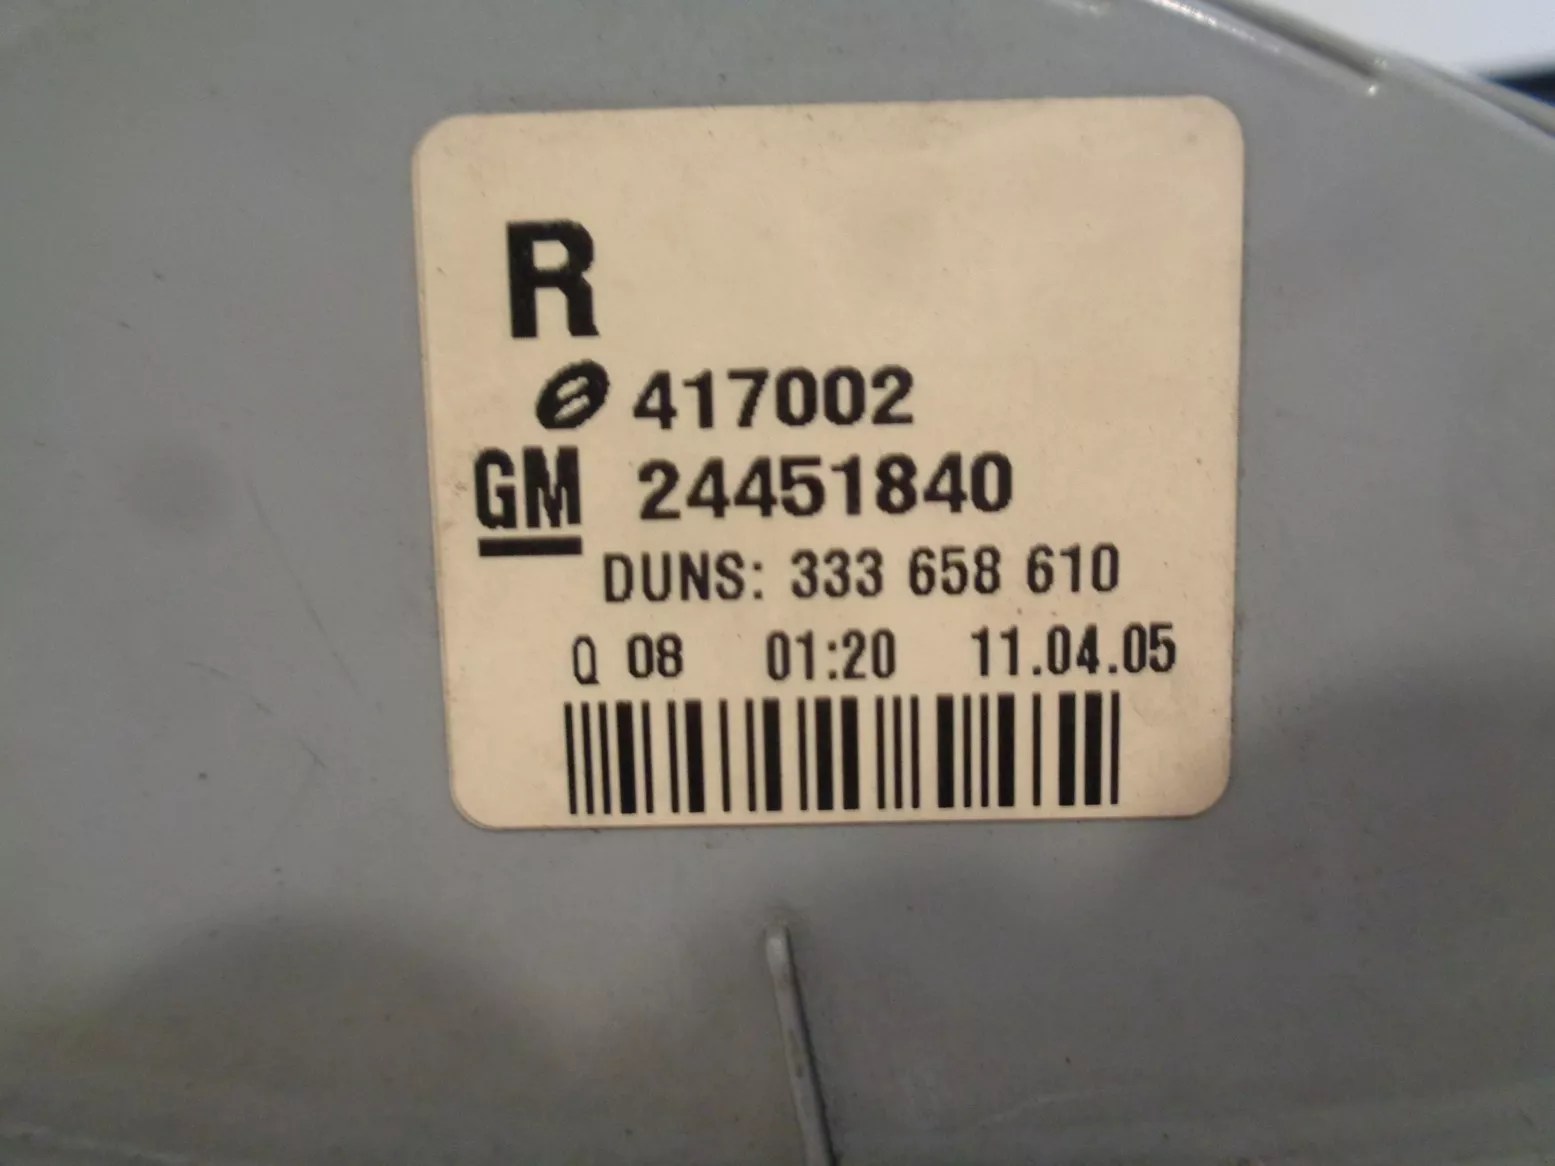 R
417002
GM 24451840
DUNS: 333 658 610
Q 08 01:20 11.04.05